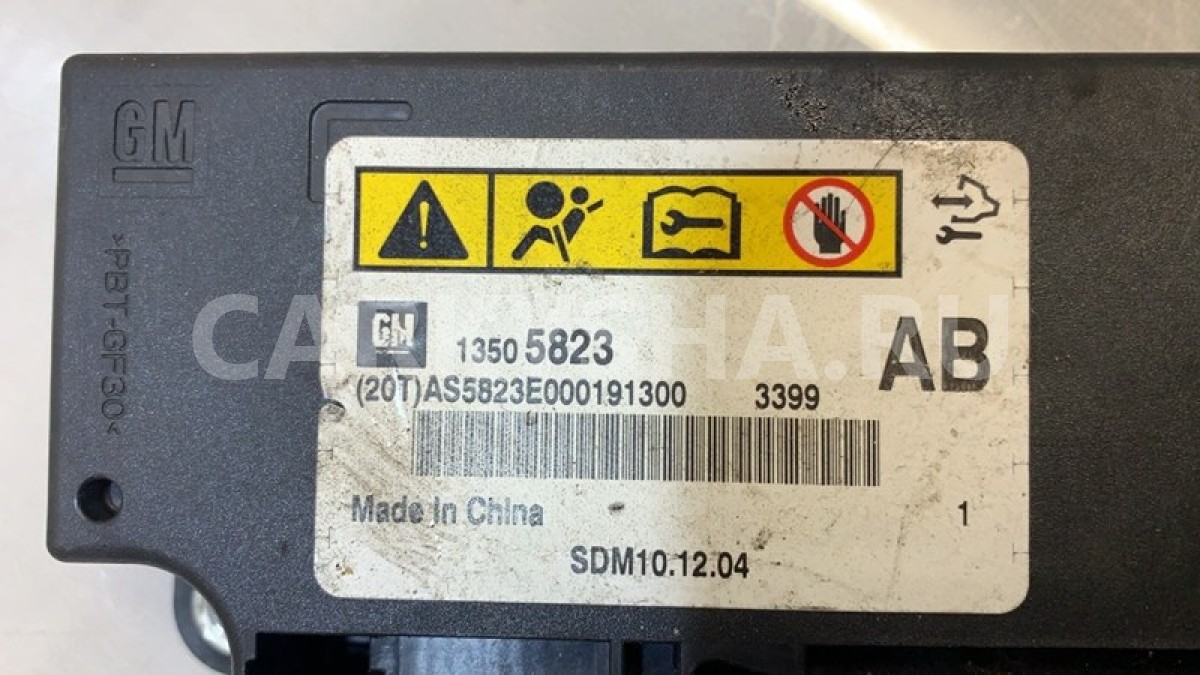 GM
>PBT-GF30<
GM
1350 5823
AB
(20T)AS5823E000191300 3399
Made In China
1
SDM10.12.04